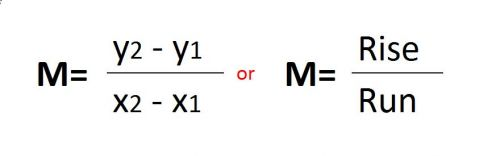 M= y2 - y1 or M= Rise
x2 - x1 Run